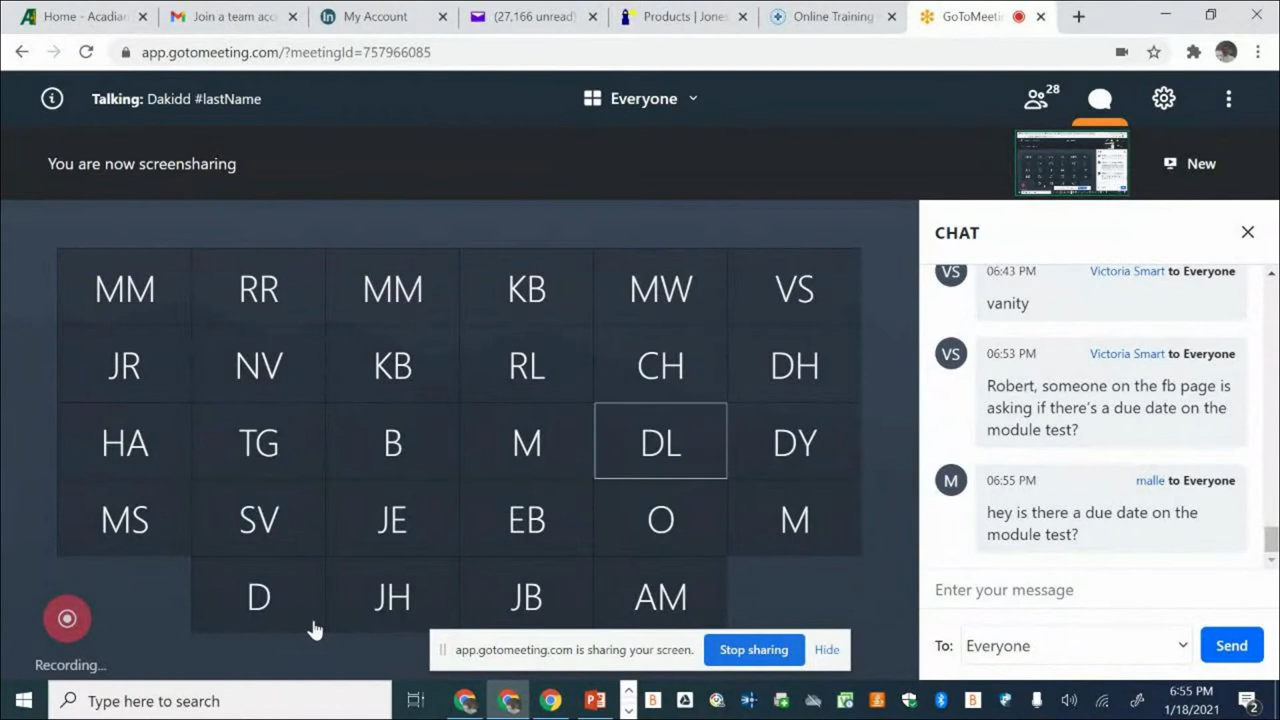 Home - Acadian
Join a team acc
My Account
(27,166 unread)
Products | Jones
Online Training
GoToMeeti
app.gotomeeting.com/?meetingId=757966085
Talking: Dakidd #lastName
Everyone
28
You are now screensharing
New
MM RR MM KB MW VS
JR NV KB RL CH DH
HA TG B M DL DY
MS SV JE EB O M
D JH JB AM
Recording...
app.gotomeeting.com is sharing your screen.
Stop sharing
Hide
CHAT
VS 06:43 PM Victoria Smart to Everyone
vanity
VS 06:53 PM Victoria Smart to Everyone
Robert, someone on the fb page is
asking if there's a due date on the
module test?
M 06:55 PM malle to Everyone
hey is there a due date on the
module test?
Enter your message
To: Everyone
Send
Type here to search
6:55 PM
1/18/2021
2